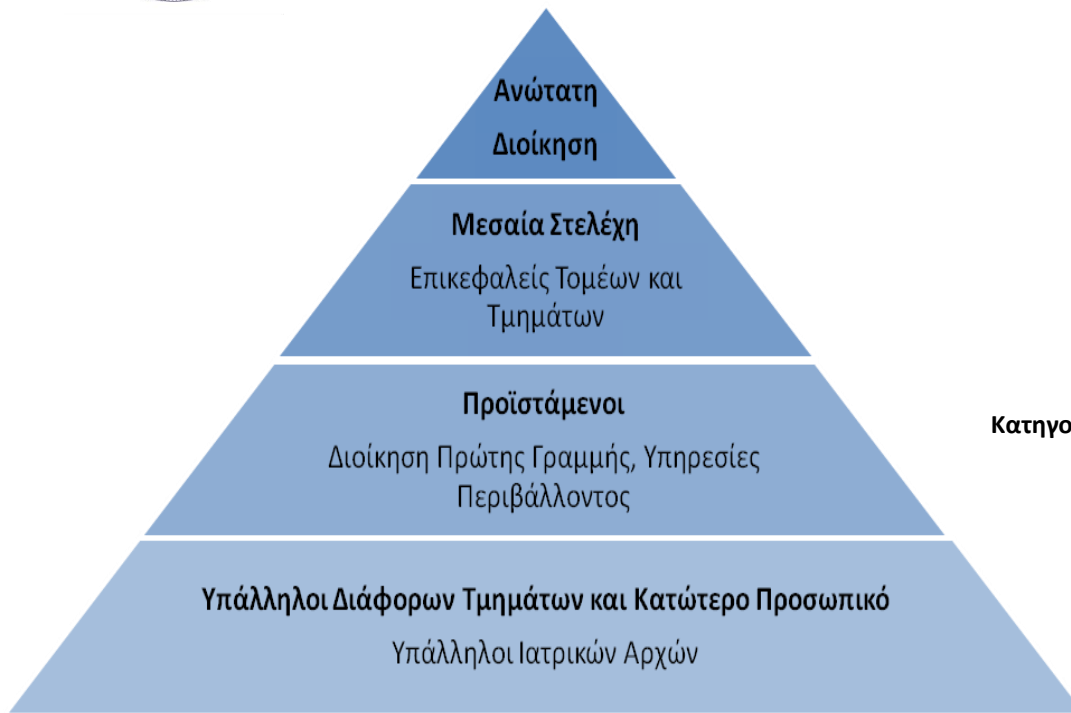 Ανώτατη
Διοίκηση
Μεσαία Στελέχη
Επικεφαλείς Τομέων και
Τμημάτων
Προϊστάμενοι
Διοίκηση Πρώτης Γραμμής, Υπηρεσίες
Περιβάλλοντος
Κατηγο
Υπάλληλοι Διάφορων Τμημάτων και Κατώτερο Προσωπικό
Υπάλληλοι Ιατρικών Αρχών